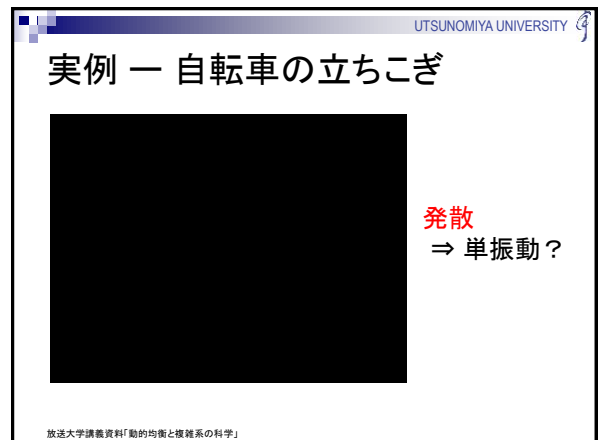 UTSUNOMIYA UNIVERSITY
実例 ー 自転車の立ちこぎ
発散
⇒ 単振動？
放送大学講義資料「動的均衡と複雑系の科学」